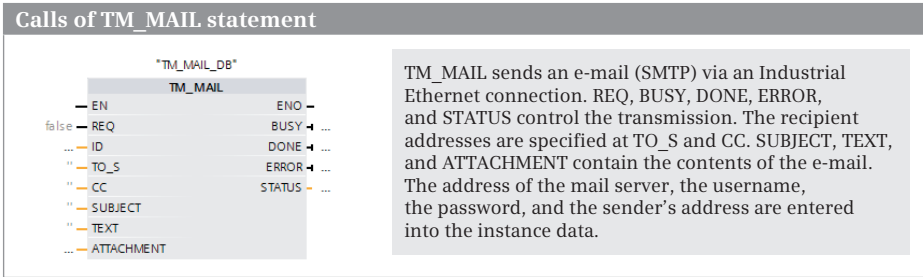 Calls of TM_MAIL statement
"TM_MAIL_DB"
TM_MAIL
EN ENO
false REQ BUSY ...
... ID DONE ...
'' TO_S ERROR ...
'' CC STATUS ...
'' SUBJECT
'' TEXT
... ATTACHMENT
TM_MAIL sends an e-mail (SMTP) via an Industrial
Ethernet connection. REQ, BUSY, DONE, ERROR,
and STATUS control the transmission. The recipient
addresses are specified at TO_S and CC. SUBJECT, TEXT,
and ATTACHMENT contain the contents of the e-mail.
The address of the mail server, the username,
the password, and the sender's address are entered
into the instance data.